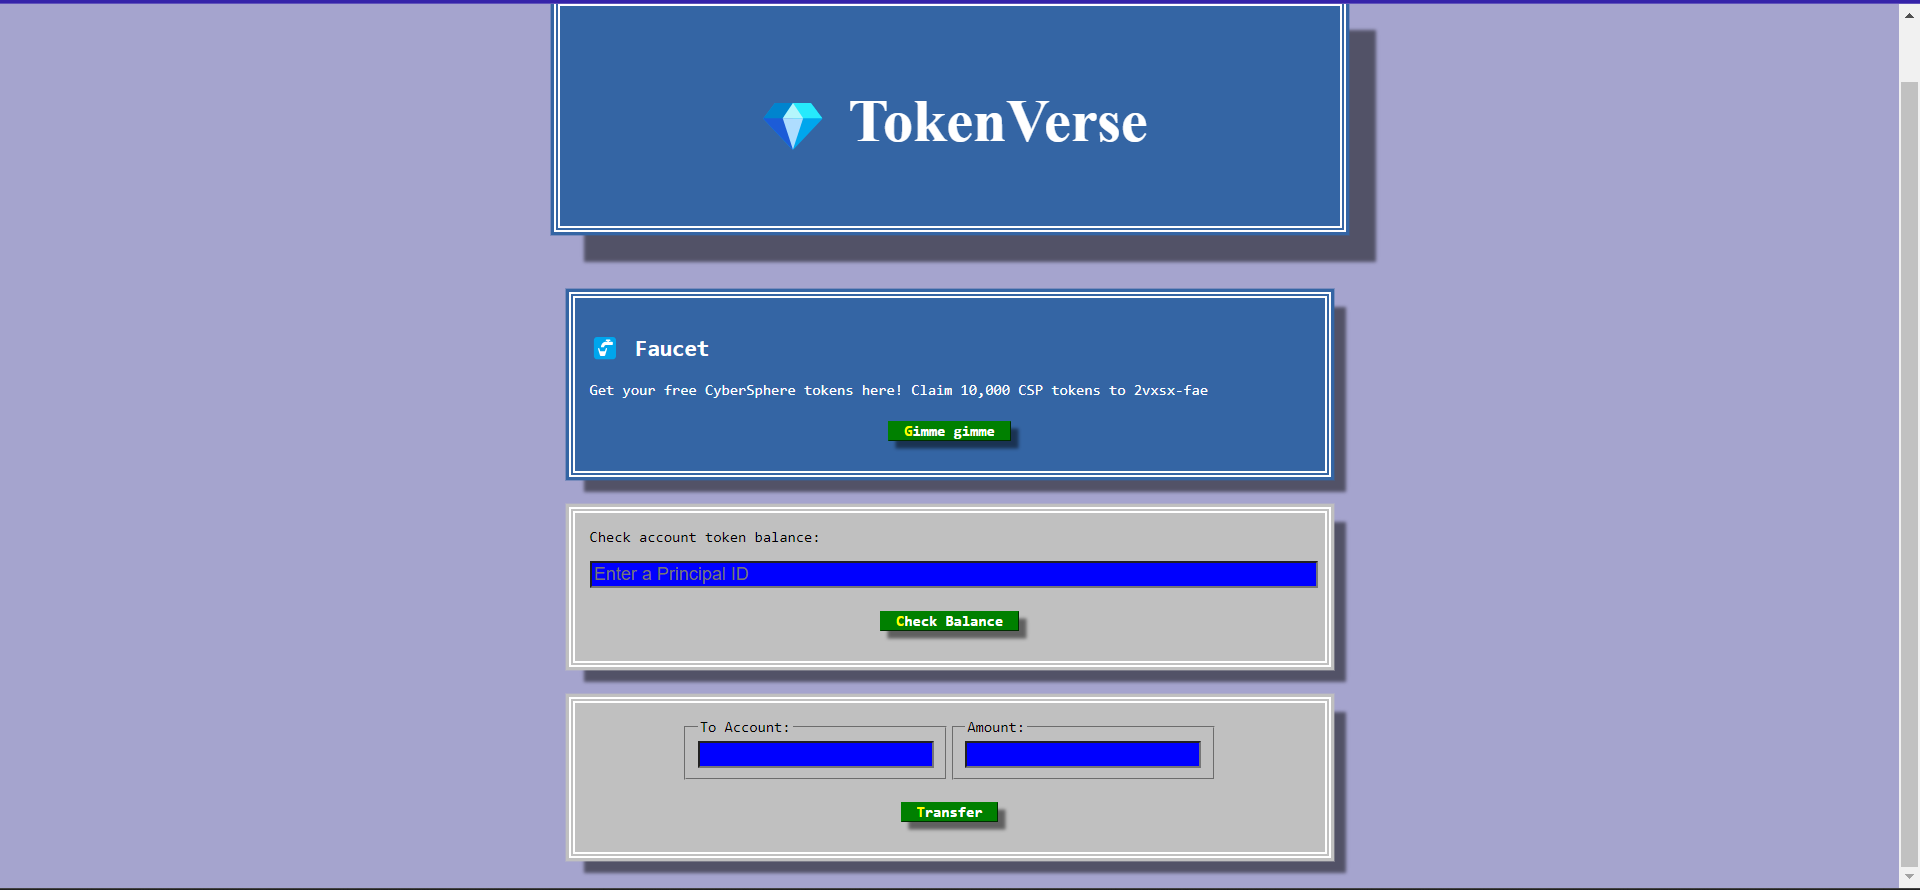 TokenVerse
Faucet
Get your free CyberSphere tokens here! Claim 10,000 CSP tokens to 2vxsx-fae
Gimme gimme
Check account token balance:
Enter a Principal ID
Check Balance
To Account:
Amount:
Transfer